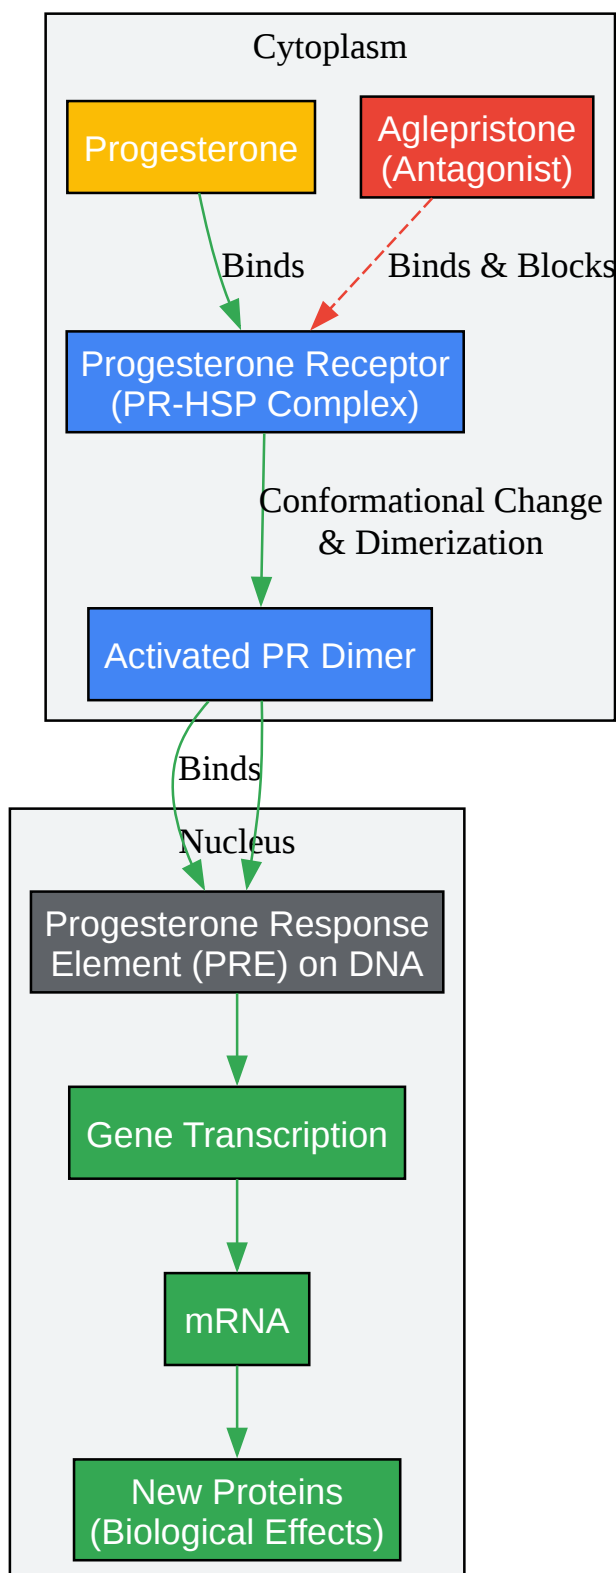 Cytoplasm
Progesterone
Aglepristone
(Antagonist)
Binds
Binds & Blocks
Progesterone Receptor
(PR-HSP Complex)
Conformational Change
& Dimerization
Activated PR Dimer
Binds
Nucleus
Progesterone Response
Element (PRE) on DNA
Gene Transcription
mRNA
New Proteins
(Biological Effects)